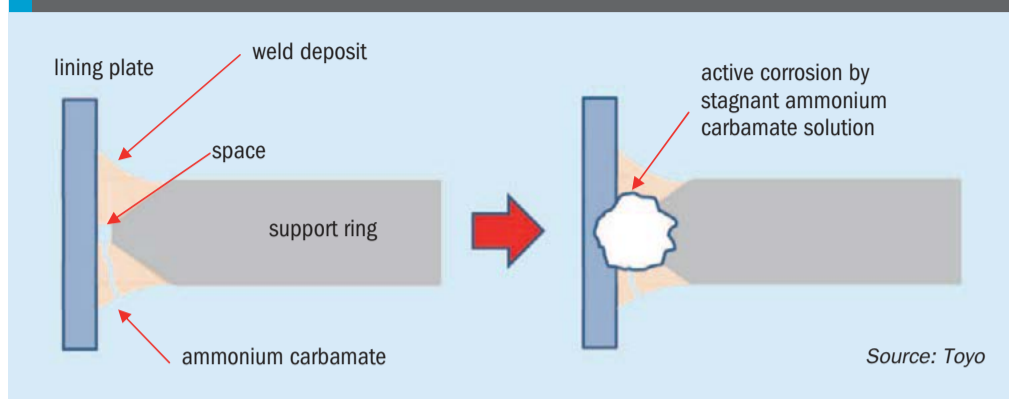 weld deposit
lining plate
space
support ring
ammonium carbamate
active corrosion by
stagnant ammonium
carbamate solution
Source: Toyo